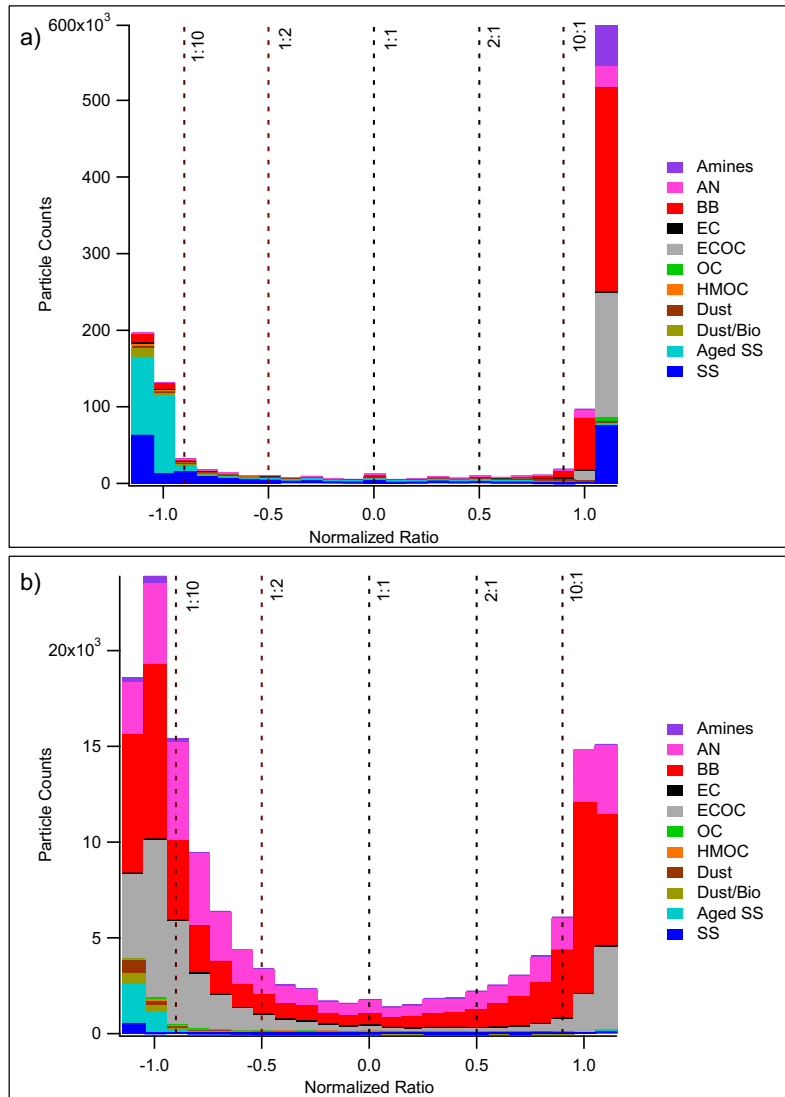 a)
600x10³
500
400
300
200
100
0
Particle Counts
1:10
1:2
1:1
2:1
10:1
-1.0
-0.5
0.0
0.5
1.0
Normalized Ratio
Amines
AN
BB
EC
ECOC
OC
HMOC
Dust
Dust/Bio
Aged SS
SS
b)
20x10³
15
10
5
0
Particle Counts
1:10
1:2
1:1
2:1
10:1
-1.0
-0.5
0.0
0.5
1.0
Normalized Ratio
Amines
AN
BB
EC
ECOC
OC
HMOC
Dust
Dust/Bio
Aged SS
SS